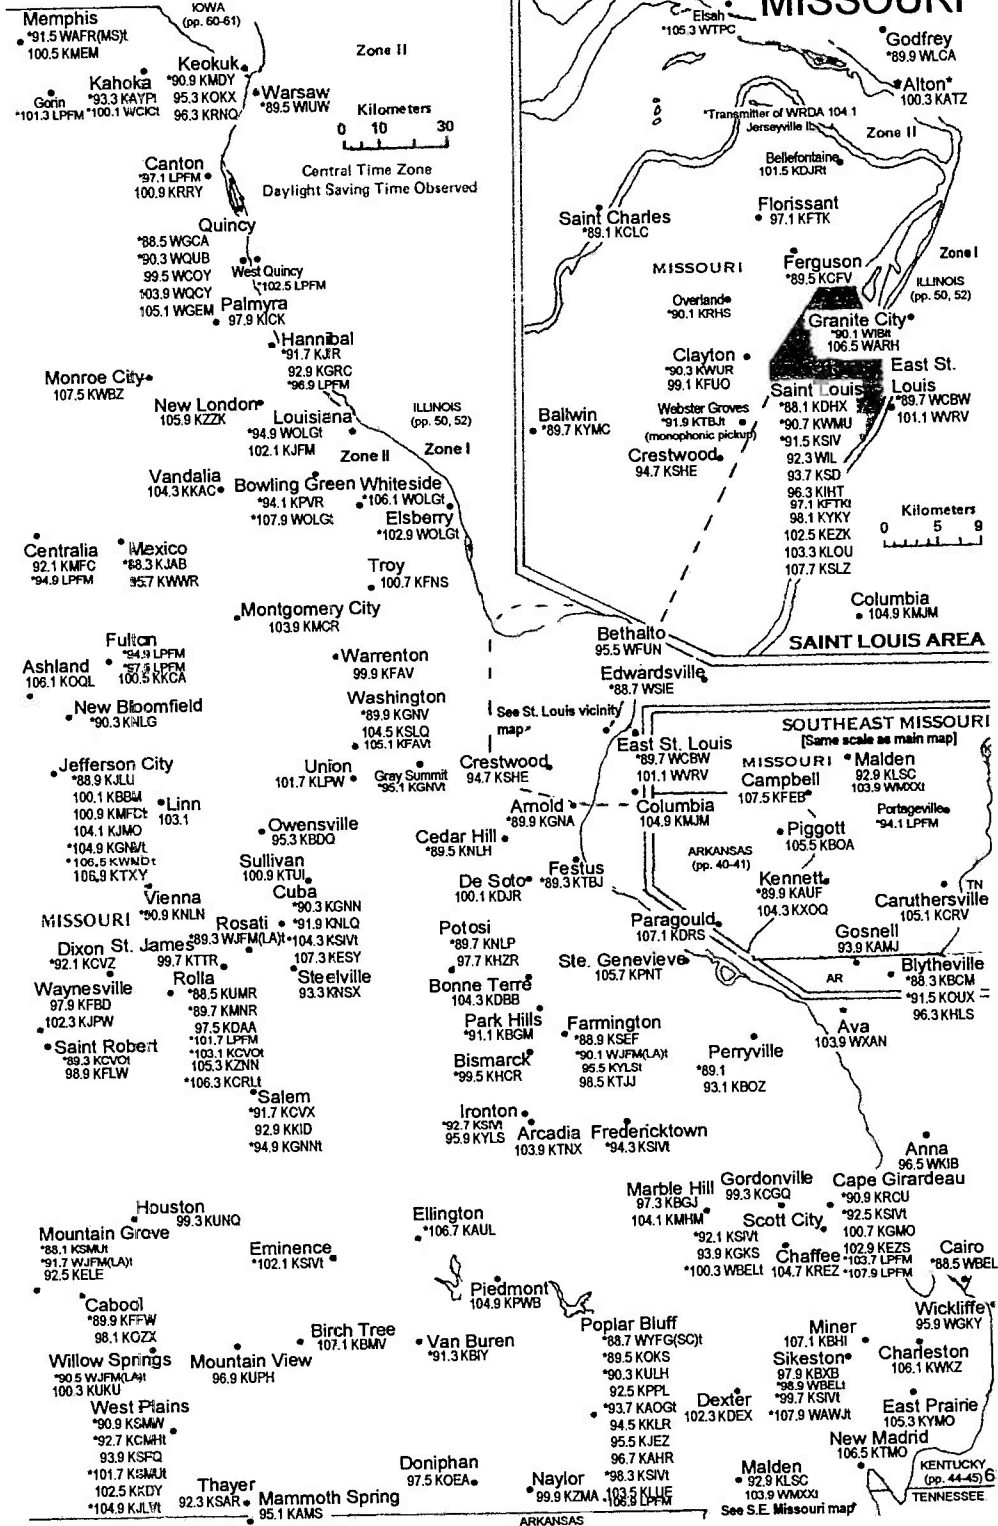 MISSOURI
IOWA
(pp. 60-61)
Memphis
*91.5 WAFR(MS)t
100.5 KMEM
Zone II
Keokuk
*90.9 KMDY
95.3 KOKX
96.3 KRNQ
Kahoka
*93.3 KAYPt
*100.1 WCICt
Gorin
*101.3 LPFM
Warsaw
*89.5 WIUW
Kilometers
0 10 30
Central Time Zone
Daylight Saving Time Observed
Canton
*97.1 LPFM
100.9 KRRY
Quincy
*88.5 WGCA
*90.3 WQUB
99.5 WCOY
103.9 WQCY
105.1 WGEM
West Quincy
*102.5 LPFM
Palmyra
97.9 KICK
Hannibal
*91.7 KJIR
92.9 KGRC
*96.9 LPFM
Monroe City
107.5 KWBZ
New London
105.9 KZZK
Louisiana
*94.9 WOLGt
102.1 KJFM
ILLINOIS
(pp. 50, 52)
Zone II
Zone I
Vandalia
104.3 KKAC
Bowling Green
*94.1 KPVR
*107.9 WOLGt
Whiteside
*106.1 WOLGt
Elsberry
*102.9 WOLGt
Centralia
92.1 KMFC
*94.9 LPFM
Mexico
*88.3 KJAB
95.7 KWWR
Troy
100.7 KFNS
Montgomery City
103.9 KMCR
Fulton
*94.9 LPFM
*97.5 LPFM
100.5 KKCA
Ashland
106.1 KOQL
Warrenton
99.9 KFAV
New Bloomfield
*90.3 KNLG
Washington
*89.9 KGNV
104.5 KSLQ
*105.1 KFAVt
See St. Louis vicinity
map*
Jefferson City
*88.9 KJLU
100.1 KBBM
100.9 KMFCt
104.1 KJMO
*104.9 KGNVt
*106.5 KWNDt
106.9 KTXY
Linn
103.1
Union
101.7 KLPW
Gray Summit
*95.1 KGNVt
Crestwood
94.7 KSHE
Owensville
95.3 KBDQ
Arnold
*89.9 KGNA
Cedar Hill
*89.5 KNLH
Sullivan
100.9 KTUI
De Soto
100.1 KDJR
Festus
*89.3 KTBJ
Vienna
*90.9 KNLN
Cuba
*90.3 KGNN
*91.9 KNLQ
*104.3 KSIVt
107.3 KESY
MISSOURI
Rosati
*89.3 WJFM(LA)t
Dixon
*92.1 KCVZ
St. James
99.7 KTTR
Potosi
*89.7 KNLP
97.7 KHZR
Ste. Genevieve
105.7 KPNT
Waynesville
97.9 KFBD
102.3 KJPW
Rolla
*88.5 KUMR
*89.7 KMNR
97.5 KDAA
*101.7 LPFM
*103.1 KCVOt
105.3 KZNN
*106.3 KCRLt
Steelville
93.3 KNSX
Bonne Terre
104.3 KDBB
Park Hills
*91.1 KBGM
Saint Robert
*89.3 KCVOt
98.9 KFLW
Bismarck
*99.5 KHCR
Farmington
*88.9 KSEF
*90.1 WJFM(LA)t
95.5 KYLSt
98.5 KTJJ
Perryville
*89.1
93.1 KBOZ
Salem
*91.7 KCVX
92.9 KKID
*94.9 KGNNt
Ironton
*92.7 KSIVt
95.9 KYLS
Arcadia
103.9 KTNX
Fredericktown
*94.3 KSIVt
Ava
103.9 WXAN
Anna
96.5 WKIB
Houston
99.3 KUNQ
Mountain Grove
*88.1 KSMUt
*91.7 WJFM(LA)t
92.5 KELE
Eminence
*102.1 KSIVt
Ellington
*106.7 KAUL
Marble Hill
97.3 KBGJ
104.1 KMHM
Gordonville
99.3 KCGQ
Cape Girardeau
*90.9 KRCU
*92.5 KSIVt
100.7 KGMO
102.9 KEZS
*103.7 LPFM
*107.9 LPFM
Scott City
*92.1 KSIVt
93.9 KGKS
*100.3 WBELt
Chaffee
104.7 KREZ
Cairo
*88.5 WBEL
Piedmont
104.9 KPWB
Cabool
*89.9 KFFW
98.1 KOZX
Wickliffe
95.9 WGKY
Birch Tree
107.1 KBMV
Van Buren
*91.3 KBIY
Poplar Bluff
*88.7 WYFG(SC)t
*89.5 KOKS
*90.3 KULH
92.5 KPPL
*93.7 KAOGt
94.5 KKLR
95.5 KJEZ
96.7 KAHR
*98.3 KSIVt
103.5 KLUE
*106.9 LPFM
Miner
107.1 KBHI
Sikeston
97.9 KBXB
*98.9 WBELt
*99.7 KSIVt
*107.9 WAWJt
Charleston
106.1 KWKZ
Willow Springs
*90.5 WJFM(LA)t
100.3 KUKU
Mountain View
96.9 KUPH
West Plains
*90.9 KSMW
*92.7 KCMHt
93.9 KSFQ
*101.7 KSMUt
102.5 KKDY
*104.9 KJLWt
Dexter
102.3 KDEX
East Prairie
105.3 KYMO
New Madrid
106.5 KTMO
Thayer
92.3 KSAR
Mammoth Spring
95.1 KAMS
Doniphan
97.5 KOEA
Naylor
99.9 KZMA
Malden
92.9 KLSC
103.9 WMXXt
See S.E. Missouri map*
KENTUCKY
(pp. 44-45)
6
TENNESSEE
ARKANSAS
Elsah
*105.3 WTPC
Godfrey
*89.9 WLCA
Alton*
100.3 KATZ
*Transmitter of WRDA 104.1
Jerseyville IL
Zone II
Bellefontaine
101.5 KDJRt
Florissant
97.1 KFTK
Saint Charles
*89.1 KCLC
Zone I
MISSOURI
Ferguson
*89.5 KCFV
ILLINOIS
(pp. 50, 52)
Overland
*90.1 KRHS
Granite City
*90.1 WIBIt
106.5 WARH
Clayton
*90.3 KWUR
99.1 KFUO
East St.
Louis
*89.7 WCBW
101.1 WVRV
Saint Louis
*88.1 KDHX
*90.7 KWMU
*91.5 KSIV
92.3 WIL
93.7 KSD
96.3 KIHT
97.1 KFTKt
98.1 KYKY
102.5 KEZK
103.3 KLOU
107.7 KSLZ
Ballwin
*89.7 KYMC
Webster Groves
*91.9 KTBJt
(monophonic pickup)
Crestwood
94.7 KSHE
Kilometers
0 5 9
Columbia
104.9 KMJM
SAINT LOUIS AREA
Bethalto
95.5 WFUN
Edwardsville
*88.7 WSIE
East St. Louis
*89.7 WCBW
101.1 WVRV
Columbia
104.9 KMJM
SOUTHEAST MISSOURI
[Same scale as main map]
MISSOURI
Malden
92.9 KLSC
103.9 WMXXt
Campbell
107.5 KFEB
Portageville
*94.1 LPFM
Piggott
105.5 KBOA
ARKANSAS
(pp. 40-41)
Kennett
*89.9 KAUF
104.3 KXOQ
TN
Caruthersville
105.1 KCRV
Paragould
107.1 KDRS
Gosnell
93.9 KAMJ
AR
Blytheville
*88.3 KBCM
*91.5 KOUX
96.3 KHLS